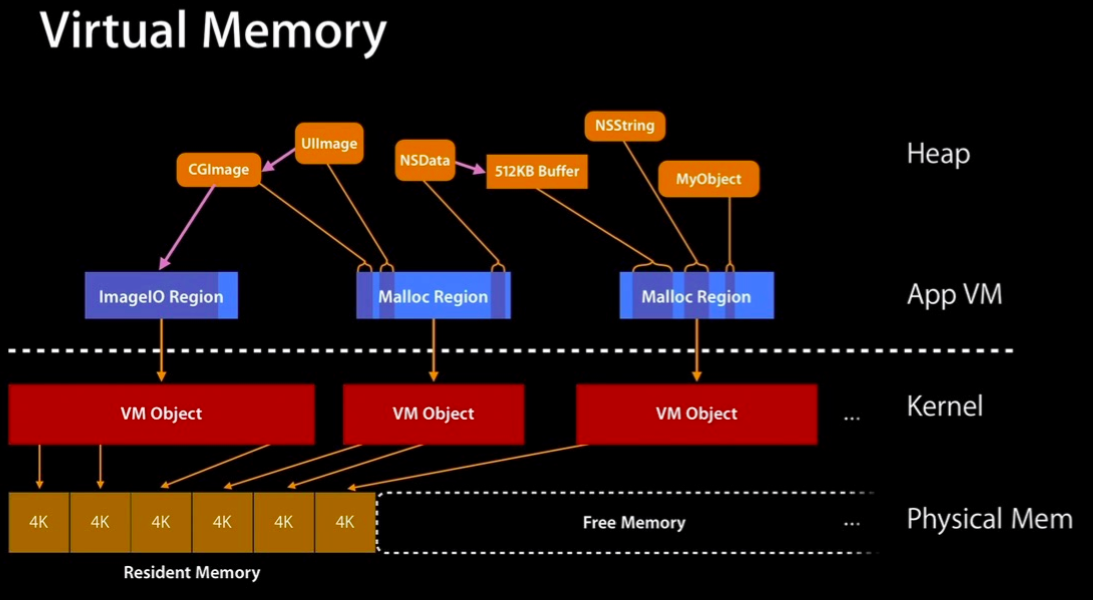 Virtual Memory
NSString
UIImage
Heap
NSData
CGImage
512KB Buffer
MyObject
ImageIO Region
Malloc Region
Malloc Region
App VM
VM Object
VM Object
VM Object
...
Kernel
4K
4K
4K
4K
4K
4K
Free Memory
...
Physical Mem
Resident Memory